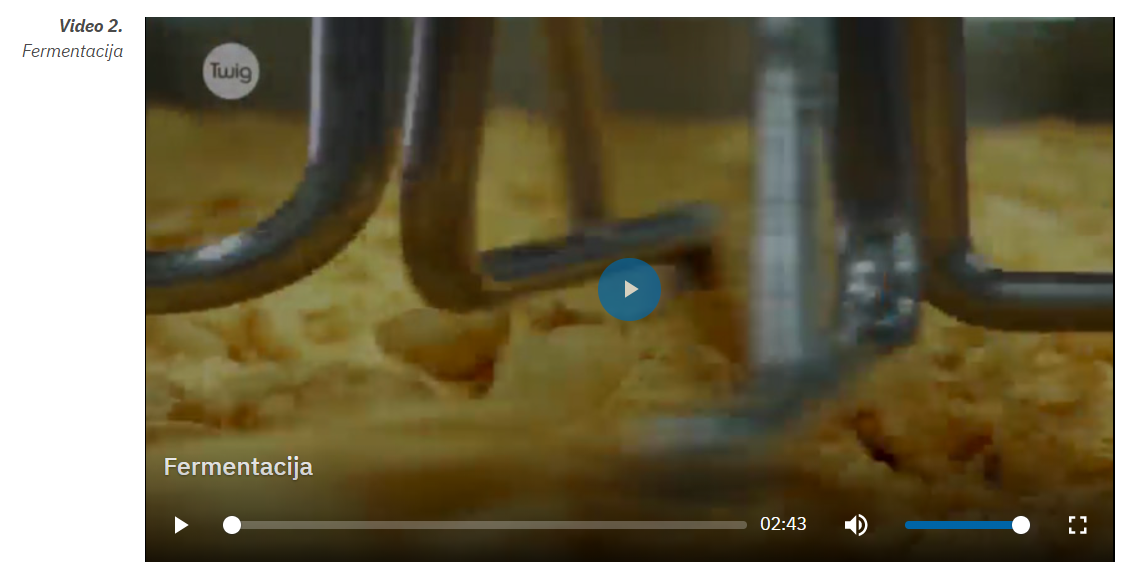 Video 2.
Fermentacija
Twig
Fermentacija
02:43